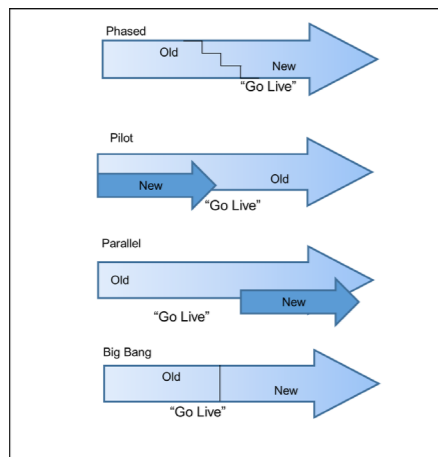 Phased
Old
New
“Go Live”
Pilot
New
Old
“Go Live”
Parallel
Old
New
“Go Live”
Big Bang
Old
New
“Go Live”